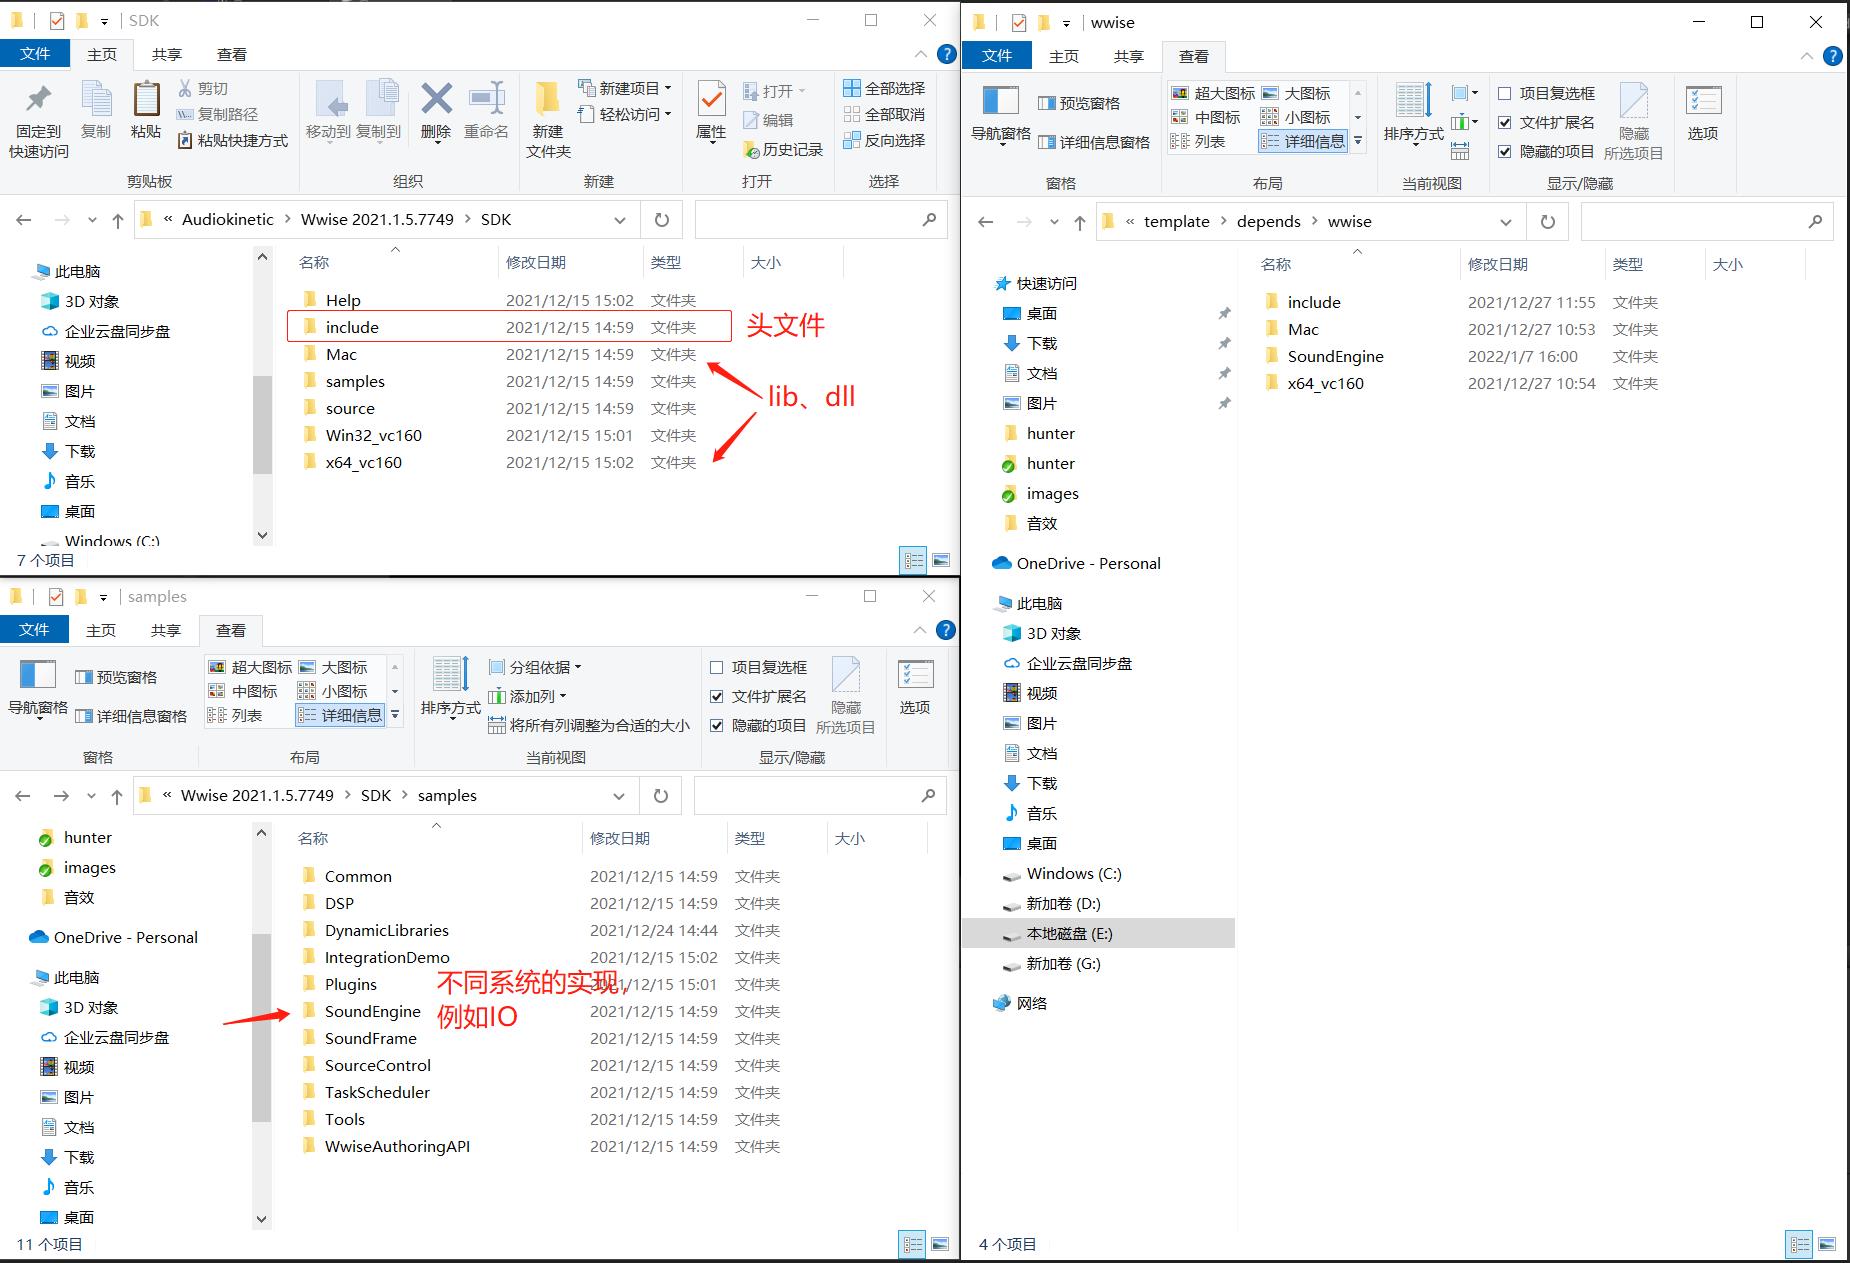 SDK
文件 主页 共享 查看
固定到
快速访问
复制
粘贴
剪切
复制路径
粘贴快捷方式
剪贴板
移动到 复制到 删除 重命名
组织
新建
文件夹
新建项目
轻松访问
新建
属性
打开
编辑
历史记录
打开
全部选择
全部取消
反向选择
选择
« Audiokinetic > Wwise 2021.1.5.7749 > SDK
此电脑
3D 对象
企业云盘同步盘
视频
图片
文档
下载
音乐
桌面
Windows (C:)
名称 修改日期 类型 大小
Help 2021/12/15 15:02 文件夹
include 2021/12/15 14:59 文件夹
Mac 2021/12/15 14:59 文件夹
samples 2021/12/15 14:59 文件夹
source 2021/12/15 14:59 文件夹
Win32_vc160 2021/12/15 15:01 文件夹
x64_vc160 2021/12/15 15:02 文件夹
头文件
lib、dll
7 个项目
samples
文件 主页 共享 查看
导航窗格
预览窗格
详细信息窗格
窗格
超大图标 大图标
中图标 小图标
列表 详细信息
布局
排序方式
分组依据
添加列
将所有列调整为合适的大小
当前视图
项目复选框
文件扩展名
隐藏的项目
隐藏
所选项目
显示/隐藏
选项
« Wwise 2021.1.5.7749 > SDK > samples
hunter
images
音效
OneDrive - Personal
此电脑
3D 对象
企业云盘同步盘
视频
图片
文档
下载
音乐
桌面
名称 修改日期 类型 大小
Common 2021/12/15 14:59 文件夹
DSP 2021/12/15 14:59 文件夹
DynamicLibraries 2021/12/24 14:44 文件夹
IntegrationDemo 2021/12/15 15:02 文件夹
Plugins 2021/12/15 15:01 文件夹
SoundEngine 2021/12/15 14:59 文件夹
SoundFrame 2021/12/15 14:59 文件夹
SourceControl 2021/12/15 14:59 文件夹
TaskScheduler 2021/12/15 14:59 文件夹
Tools 2021/12/15 14:59 文件夹
WwiseAuthoringAPI 2021/12/15 14:59 文件夹
不同系统的实现，
例如IO
11 个项目
wwise
文件 主页 共享 查看
导航窗格
预览窗格
详细信息窗格
窗格
超大图标 大图标
中图标 小图标
列表 详细信息
布局
排序方式
当前视图
项目复选框
文件扩展名
隐藏的项目
隐藏
所选项目
显示/隐藏
选项
« template > depends > wwise
快速访问
桌面
下载
文档
图片
hunter
hunter
images
音效
OneDrive - Personal
此电脑
3D 对象
企业云盘同步盘
视频
图片
文档
下载
音乐
桌面
Windows (C:)
新加卷 (D:)
本地磁盘 (E:)
新加卷 (G:)
网络
名称 修改日期 类型 大小
include 2021/12/27 11:55 文件夹
Mac 2021/12/27 10:53 文件夹
SoundEngine 2022/1/7 16:00 文件夹
x64_vc160 2021/12/27 10:54 文件夹
4 个项目